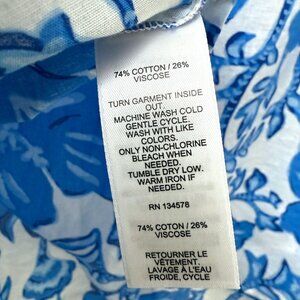 74% COTTON / 26%
VISCOSE
TURN GARMENT INSIDE
OUT.
MACHINE WASH COLD
GENTLE CYCLE.
WASH WITH LIKE
COLORS.
ONLY NON-CHLORINE
BLEACH WHEN
NEEDED.
TUMBLE DRY LOW.
WARM IRON IF
NEEDED.
RN 134578
74% COTON / 26%
VISCOSE
RETOURNER LE
VÊTEMENT.
LAVAGE À L'EAU
FROIDE, CYCLE